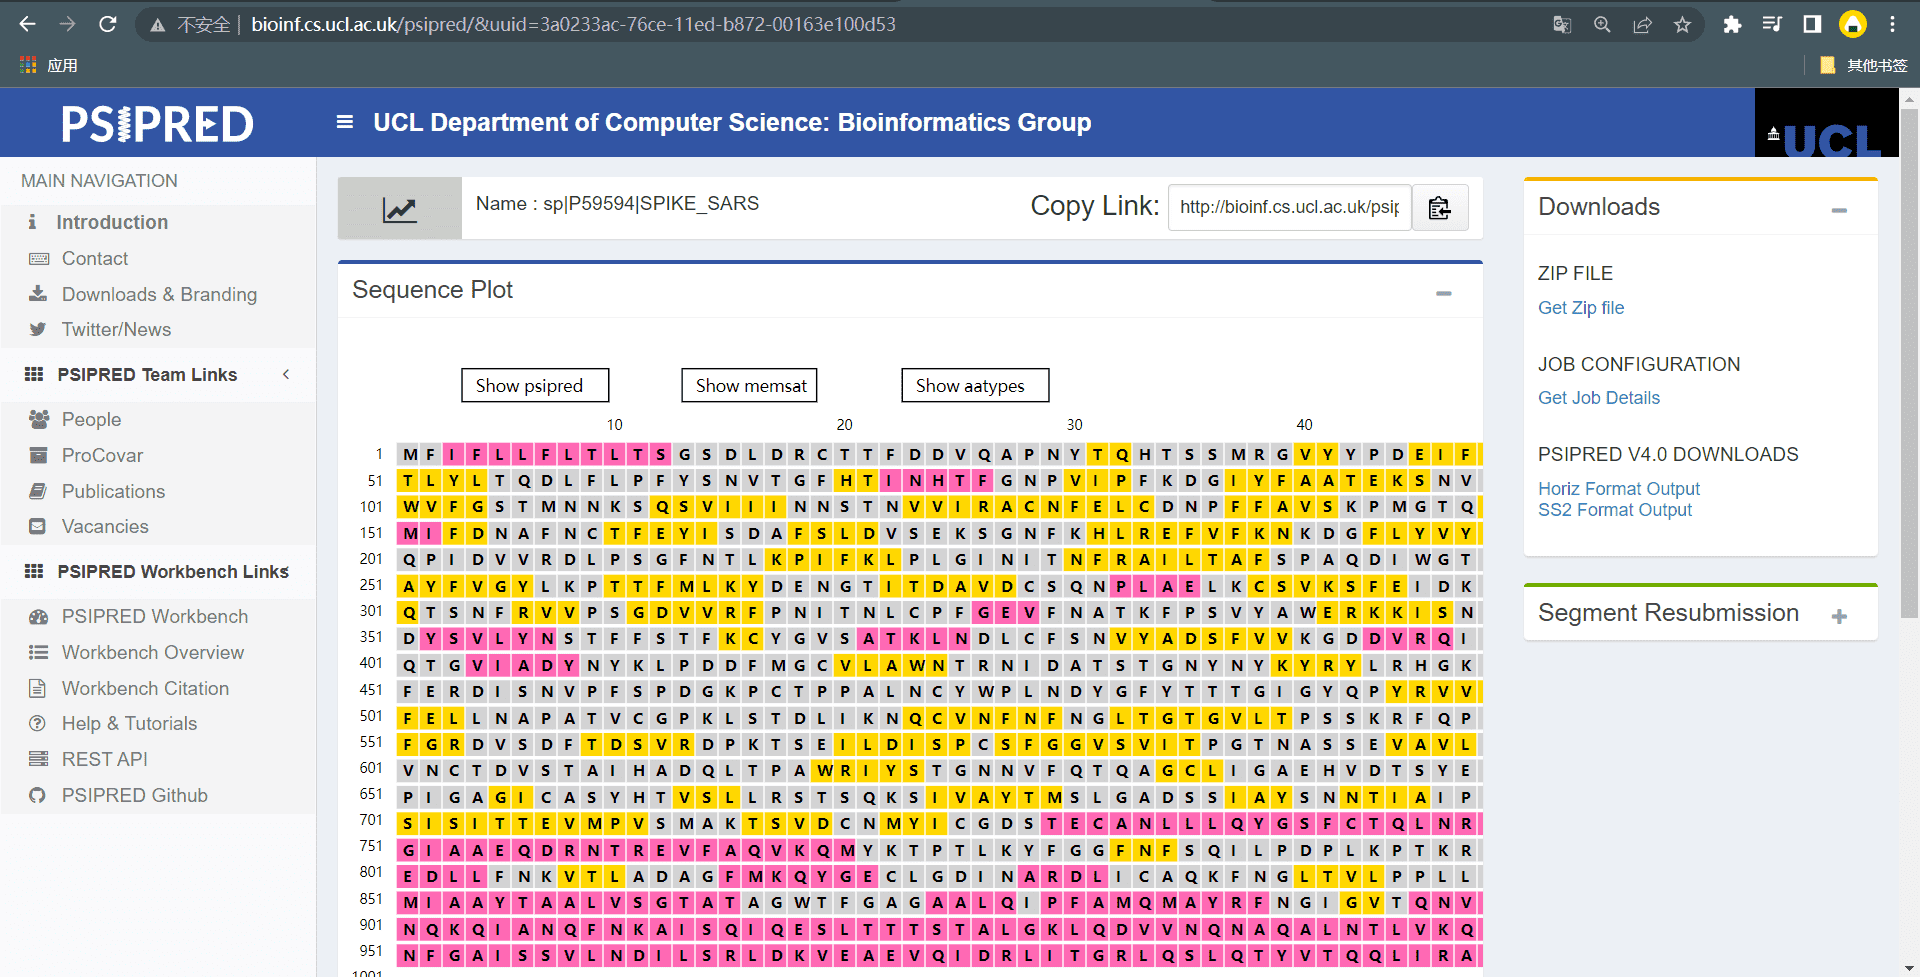 不安全
bioinf.cs.ucl.ac.uk/psipred/&uuid=3a0233ac-76ce-11ed-b872-00163e100d53
应用
其他书签
PSIPRED
UCL Department of Computer Science: Bioinformatics Group
UCL
MAIN NAVIGATION
Introduction
Contact
Downloads & Branding
Twitter/News
PSIPRED Team Links
People
ProCovar
Publications
Vacancies
PSIPRED Workbench Links
PSIPRED Workbench
Workbench Overview
Workbench Citation
Help & Tutorials
REST API
PSIPRED Github
Name : sp|P59594|SPIKE_SARS
Copy Link:
http://bioinf.cs.ucl.ac.uk/psip
Sequence Plot
Show psipred
Show memsat
Show aatypes
10 20 30 40
1 M F I F L L F L T L T S G S D L D R C T T F D D V Q A P N Y T Q H T S S M R G V Y Y P D E I F
51 T L Y L T Q D L F L P F Y S N V T G F H T I N H T F G N P V I P F K D G I Y F A A T E K S N V
101 W V F G S T M N N K S Q S V I I I N N S T N V V I R A C N F E L C D N P F F A V S K P M G T Q
151 M I F D N A F N C T F E Y I S D A F S L D V S E K S G N F K H L R E F V F K N K D G F L Y V Y
201 Q P I D V V R D L P S G F N T L K P I F K L P L G I N I T N F R A I L T A F S P A Q D I W G T
251 A Y F V G Y L K P T T F M L K Y D E N G T I T D A V D C S Q N P L A E L K C S V K S F E I D K
301 Q T S N F R V V P S G D V V R F P N I T N L C P F G E V F N A T K F P S V Y A W E R K K I S N
351 D Y S V L Y N S T F F S T F K C Y G V S A T K L N D L C F S N V Y A D S F V V K G D D V R Q I
401 Q T G V I A D Y N Y K L P D D F M G C V L A W N T R N I D A T S T G N Y N Y K Y R Y L R H G K
451 F E R D I S N V P F S P D G K P C T P P A L N C Y W P L N D Y G F Y T T T G I G Y Q P Y R V V
501 F E L L N A P A T V C G P K L S T D L I K N Q C V N F N F N G L T G T G V L T P S S K R F Q P
551 F G R D V S D F T D S V R D P K T S E I L D I S P C S F G G V S V I T P G T N A S S E V A V L
601 V N C T D V S T A I H A D Q L T P A W R I Y S T G N N V F Q T Q A G C L I G A E H V D T S Y E
651 P I G A G I C A S Y H T V S L L R S T S Q K S I V A Y T M S L G A D S S I A Y S N N T I A I P
701 S I S I T T E V M P V S M A K T S V D C N M Y I C G D S T E C A N L L L Q Y G S F C T Q L N R
751 G I A A E Q D R N T R E V F A Q V K Q M Y K T P T L K Y F G G F N F S Q I L P D P L K P T K R
801 E D L L F N K V T L A D A G F M K Q Y G E C L G D I N A R D L I C A Q K F N G L T V L P P L L
851 M I A A Y T A A L V S G T A T A G W T F G A G A A L Q I P F A M Q M A Y R F N G I G V T Q N V
901 N Q K Q I A N Q F N K A I S Q I Q E S L T T T S T A L G K L Q D V V N Q N A Q A L N T L V K Q
951 N F G A I S S V L N D I L S R L D K V E A E V Q I D R L I T G R L Q S L Q T Y V T Q Q L I R A
1001
Downloads
ZIP FILE
Get Zip file
JOB CONFIGURATION
Get Job Details
PSIPRED V4.0 DOWNLOADS
Horiz Format Output
SS2 Format Output
Segment Resubmission